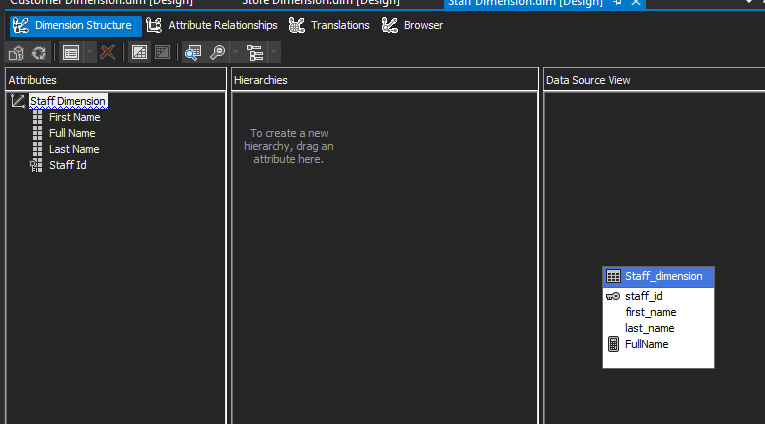 Customer Dimension.dim [Design] Store Dimension.dim [Design] Staff Dimension.dim [Design]
Dimension Structure Attribute Relationships Translations Browser
Attributes
Staff Dimension
First Name
Full Name
Last Name
Staff Id
Hierarchies
To create a new
hierarchy, drag an
attribute here.
Data Source View
Staff_dimension
staff_id
first_name
last_name
FullName